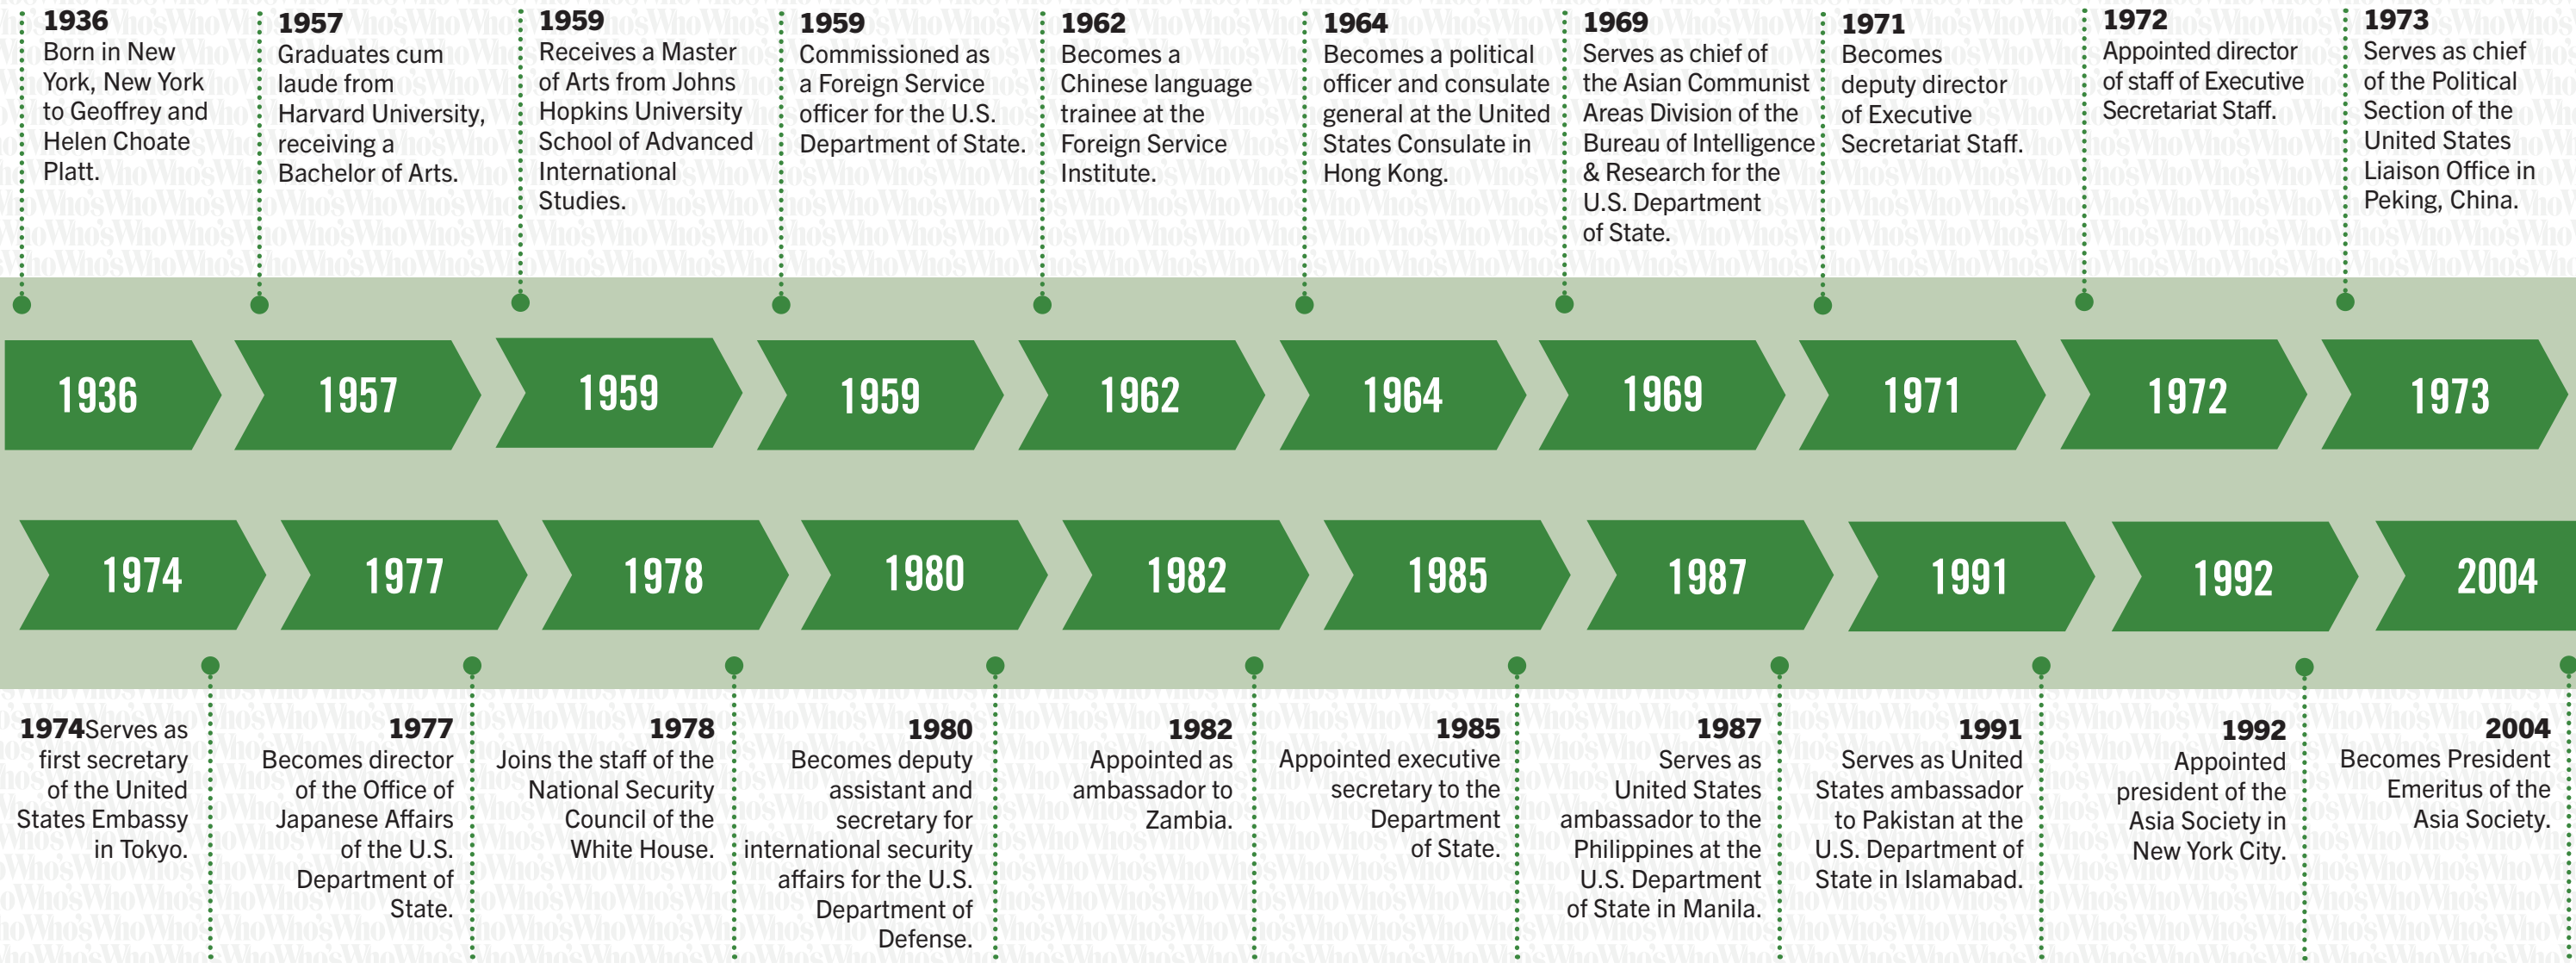 1936
Born in New
York, New York
to Geoffrey and
Helen Choate
Platt.
1957
Graduates cum
laude from
Harvard University,
receiving a
Bachelor of Arts.
1959
Receives a Master
of Arts from Johns
Hopkins University
School of Advanced
International
Studies.
1959
Commissioned as
a Foreign Service
officer for the U.S.
Department of State.
1962
Becomes a
Chinese language
trainee at the
Foreign Service
Institute.
1964
Becomes a political
officer and consulate
general at the United
States Consulate in
Hong Kong.
1969
Serves as chief of
the Asian Communist
Areas Division of the
Bureau of Intelligence
& Research for the
U.S. Department
of State.
1971
Becomes
deputy director
of Executive
Secretariat Staff.
1972
Appointed director
of staff of Executive
Secretariat Staff.
1973
Serves as chief
of the Political
Section of the
United States
Liaison Office in
Peking, China.
1936
1957
1959
1959
1962
1964
1969
1971
1972
1973
1974
1977
1978
1980
1982
1985
1987
1991
1992
2004
1974Serves as
first secretary
of the United
States Embassy
in Tokyo.
1977
Becomes director
of the Office of
Japanese Affairs
of the U.S.
Department of
State.
1978
Joins the staff of the
National Security
Council of the
White House.
1980
Becomes deputy
assistant and
secretary for
international security
affairs for the U.S.
Department of
Defense.
1982
Appointed as
ambassador to
Zambia.
1985
Appointed executive
secretary to the
Department
of State.
1987
Serves as
United States
ambassador to the
Philippines at the
U.S. Department
of State in Manila.
1991
Serves as United
States ambassador
to Pakistan at the
U.S. Department of
State in Islamabad.
1992
Appointed
president of the
Asia Society in
New York City.
2004
Becomes President
Emeritus of the
Asia Society.